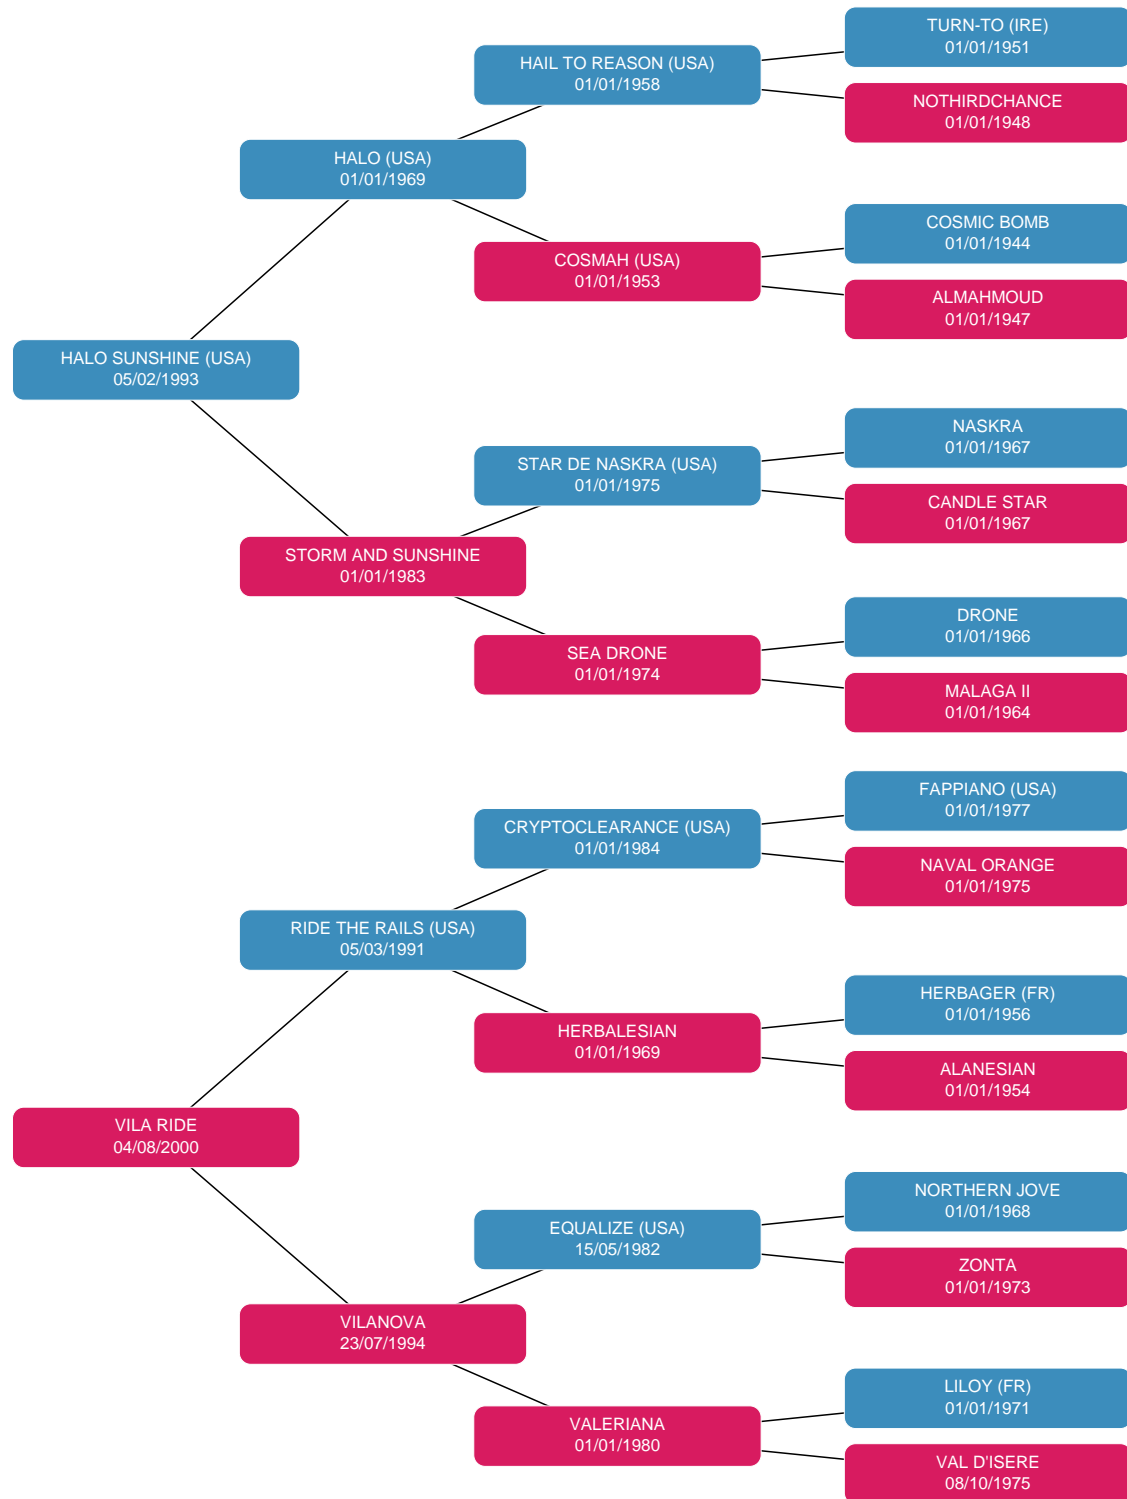 TURN-TO (IRE)
01/01/1951
HAIL TO REASON (USA)
01/01/1958
NOTHIRDCHANCE
01/01/1948
HALO (USA)
01/01/1969
COSMIC BOMB
01/01/1944
COSMAH (USA)
01/01/1953
ALMAHMOUD
01/01/1947
HALO SUNSHINE (USA)
05/02/1993
NASKRA
01/01/1967
STAR DE NASKRA (USA)
01/01/1975
CANDLE STAR
01/01/1967
STORM AND SUNSHINE
01/01/1983
DRONE
01/01/1966
SEA DRONE
01/01/1974
MALAGA II
01/01/1964
FAPPIANO (USA)
01/01/1977
CRYPTOCLEARANCE (USA)
01/01/1984
NAVAL ORANGE
01/01/1975
RIDE THE RAILS (USA)
05/03/1991
HERBAGER (FR)
01/01/1956
HERBALESIAN
01/01/1969
ALANESIAN
01/01/1954
VILA RIDE
04/08/2000
NORTHERN JOVE
01/01/1968
EQUALIZE (USA)
15/05/1982
ZONTA
01/01/1973
VILANOVA
23/07/1994
LILOY (FR)
01/01/1971
VALERIANA
01/01/1980
VAL D'ISERE
08/10/1975